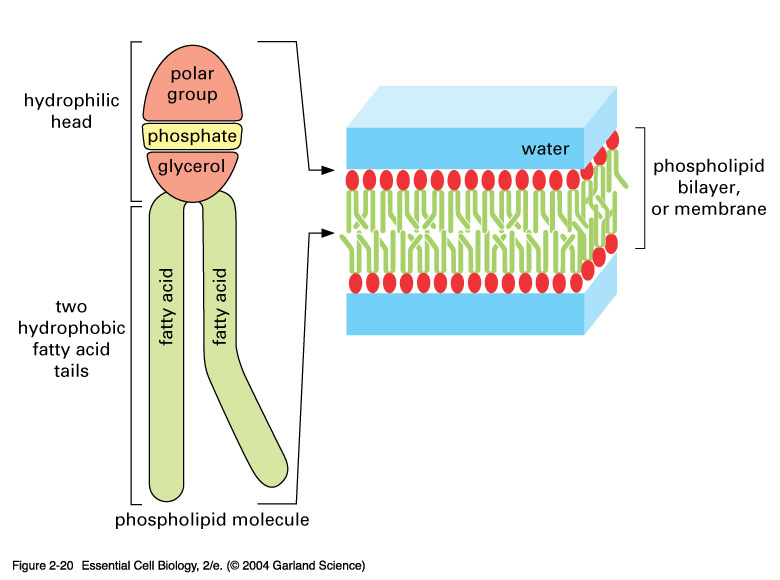 hydrophilic
head
polar
group
phosphate
glycerol
two
hydrophobic
fatty acid
tails
fatty acid
fatty acid
phospholipid molecule
water
phospholipid
bilayer,
or membrane
Figure 2-20 Essential Cell Biology, 2/e. (© 2004 Garland Science)